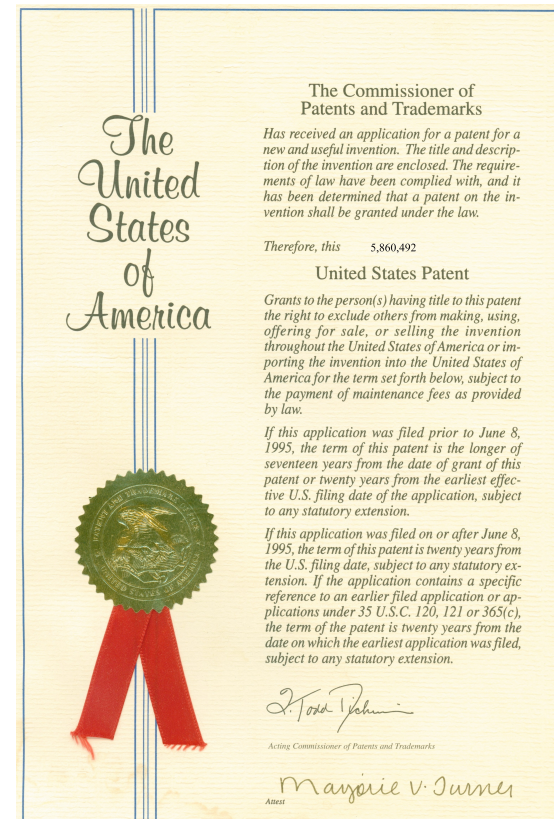 The
United
States
of
America
The Commissioner of
Patents and Trademarks
Has received an application for a patent for a
new and useful invention. The title and descrip-
tion of the invention are enclosed. The require-
ments of law have been complied with, and it
has been determined that a patent on the in-
vention shall be granted under the law.
Therefore, this 5,860,492
United States Patent
Grants to the person(s) having title to this patent
the right to exclude others from making, using,
offering for sale, or selling the invention
throughout the United States of America or im-
porting the invention into the United States of
America for the term set forth below, subject to
the payment of maintenance fees as provided
by law.
If this application was filed prior to June 8,
1995, the term of this patent is the longer of
seventeen years from the date of grant of this
patent or twenty years from the earliest effec-
tive U.S. filing date of the application, subject
to any statutory extension.
If this application was filed on or after June 8,
1995, the term of this patent is twenty years from
the U.S. filing date, subject to any statutory ex-
tension. If the application contains a specific
reference to an earlier filed application or ap-
plications under 35 U.S.C. 120, 121 or 365(c),
the term of the patent is twenty years from the
date on which the earliest application was filed,
subject to any statutory extension.
Acting Commissioner of Patents and Trademarks
Marjorie V. Turner
Attest